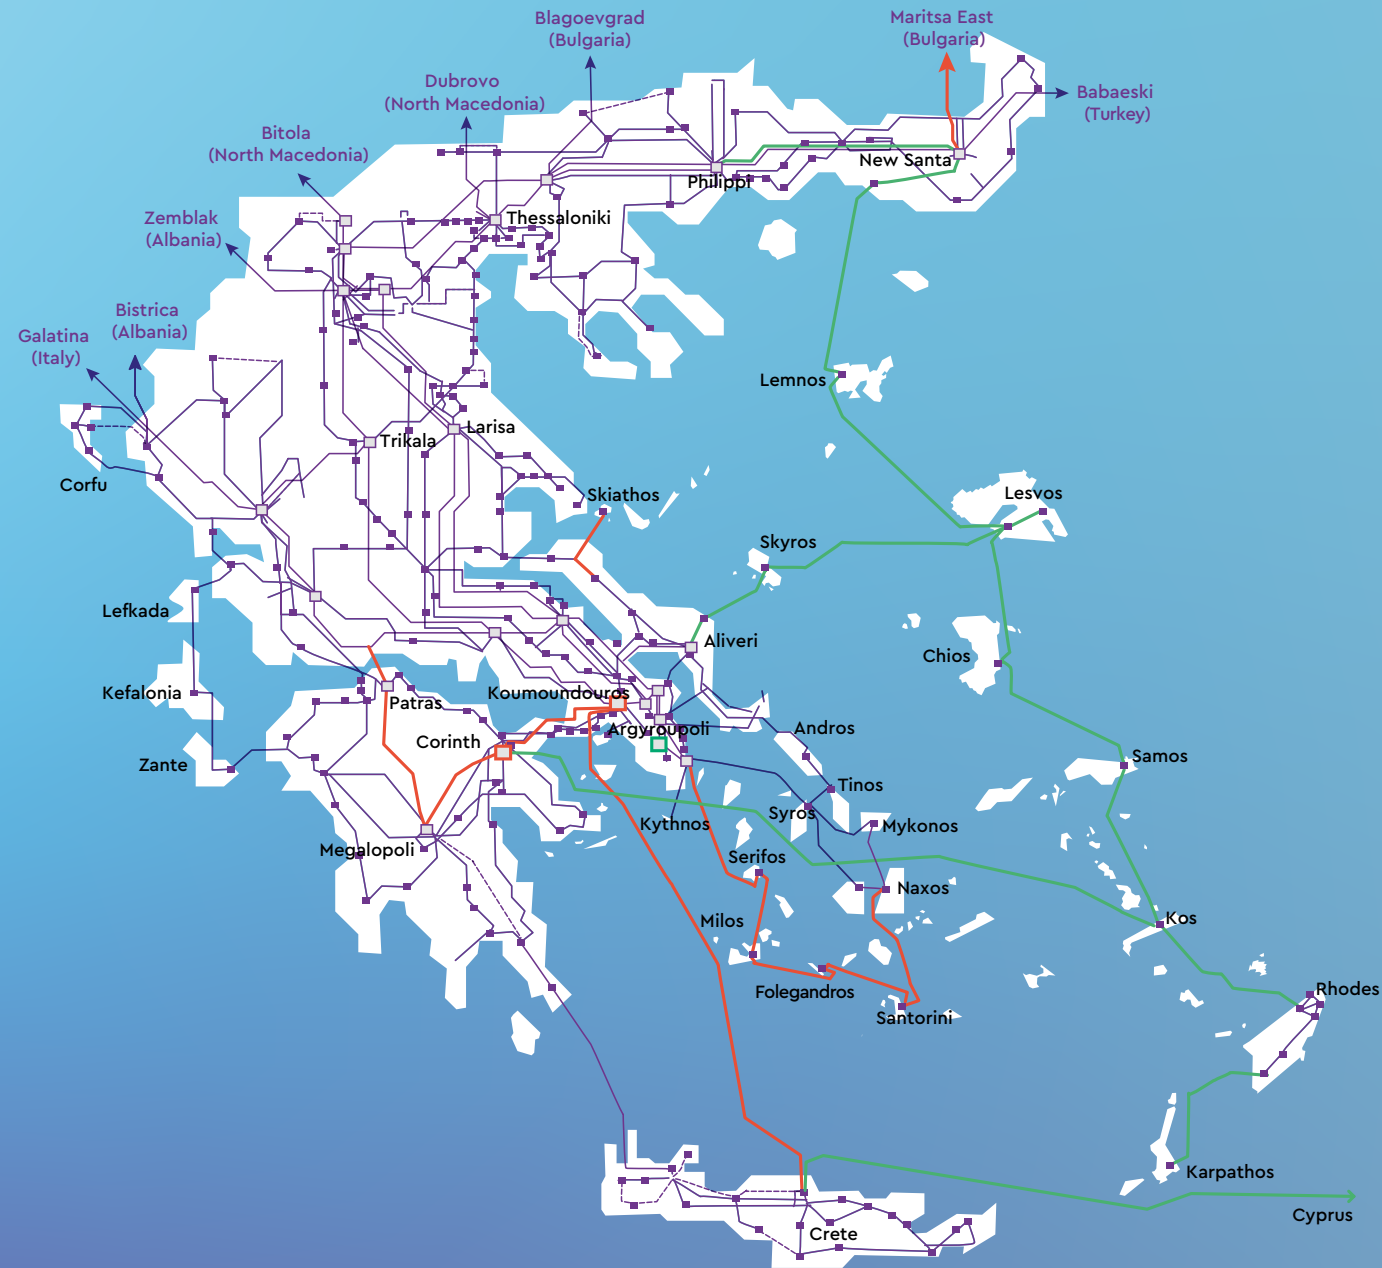 Blagoevgrad
(Bulgaria)
Maritsa East
(Bulgaria)
Dubrovo
(North Macedonia)
Babaeski
(Turkey)
Bitola
(North Macedonia)
New Santa
Philippi
Zemblak
(Albania)
Thessaloniki
Bistrica
(Albania)
Galatina
(Italy)
Lemnos
Larisa
Trikala
Corfu
Skiathos
Lesvos
Skyros
Lefkada
Aliveri
Chios
Kefalonia
Koumoundouros
Patras
Argyroupoli
Andros
Corinth
Samos
Zante
Tinos
Syros
Kythnos
Mykonos
Megalopoli
Serifos
Naxos
Milos
Kos
Folegandros
Rhodes
Santorini
Karpathos
Cyprus
Crete